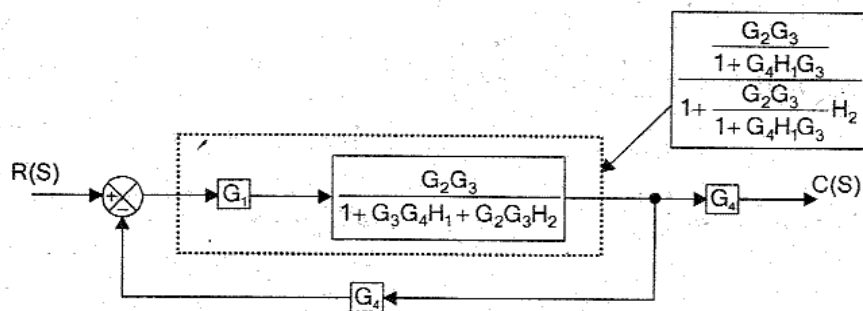 G₂G₃
1 + G₄H₁G₃
1 + G₂G₃ H₂
1 + G₄H₁G₃
R(S)
+
−
G₁
G₂G₃
1 + G₃G₄H₁ + G₂G₃H₂
G₄
C(S)
G₄